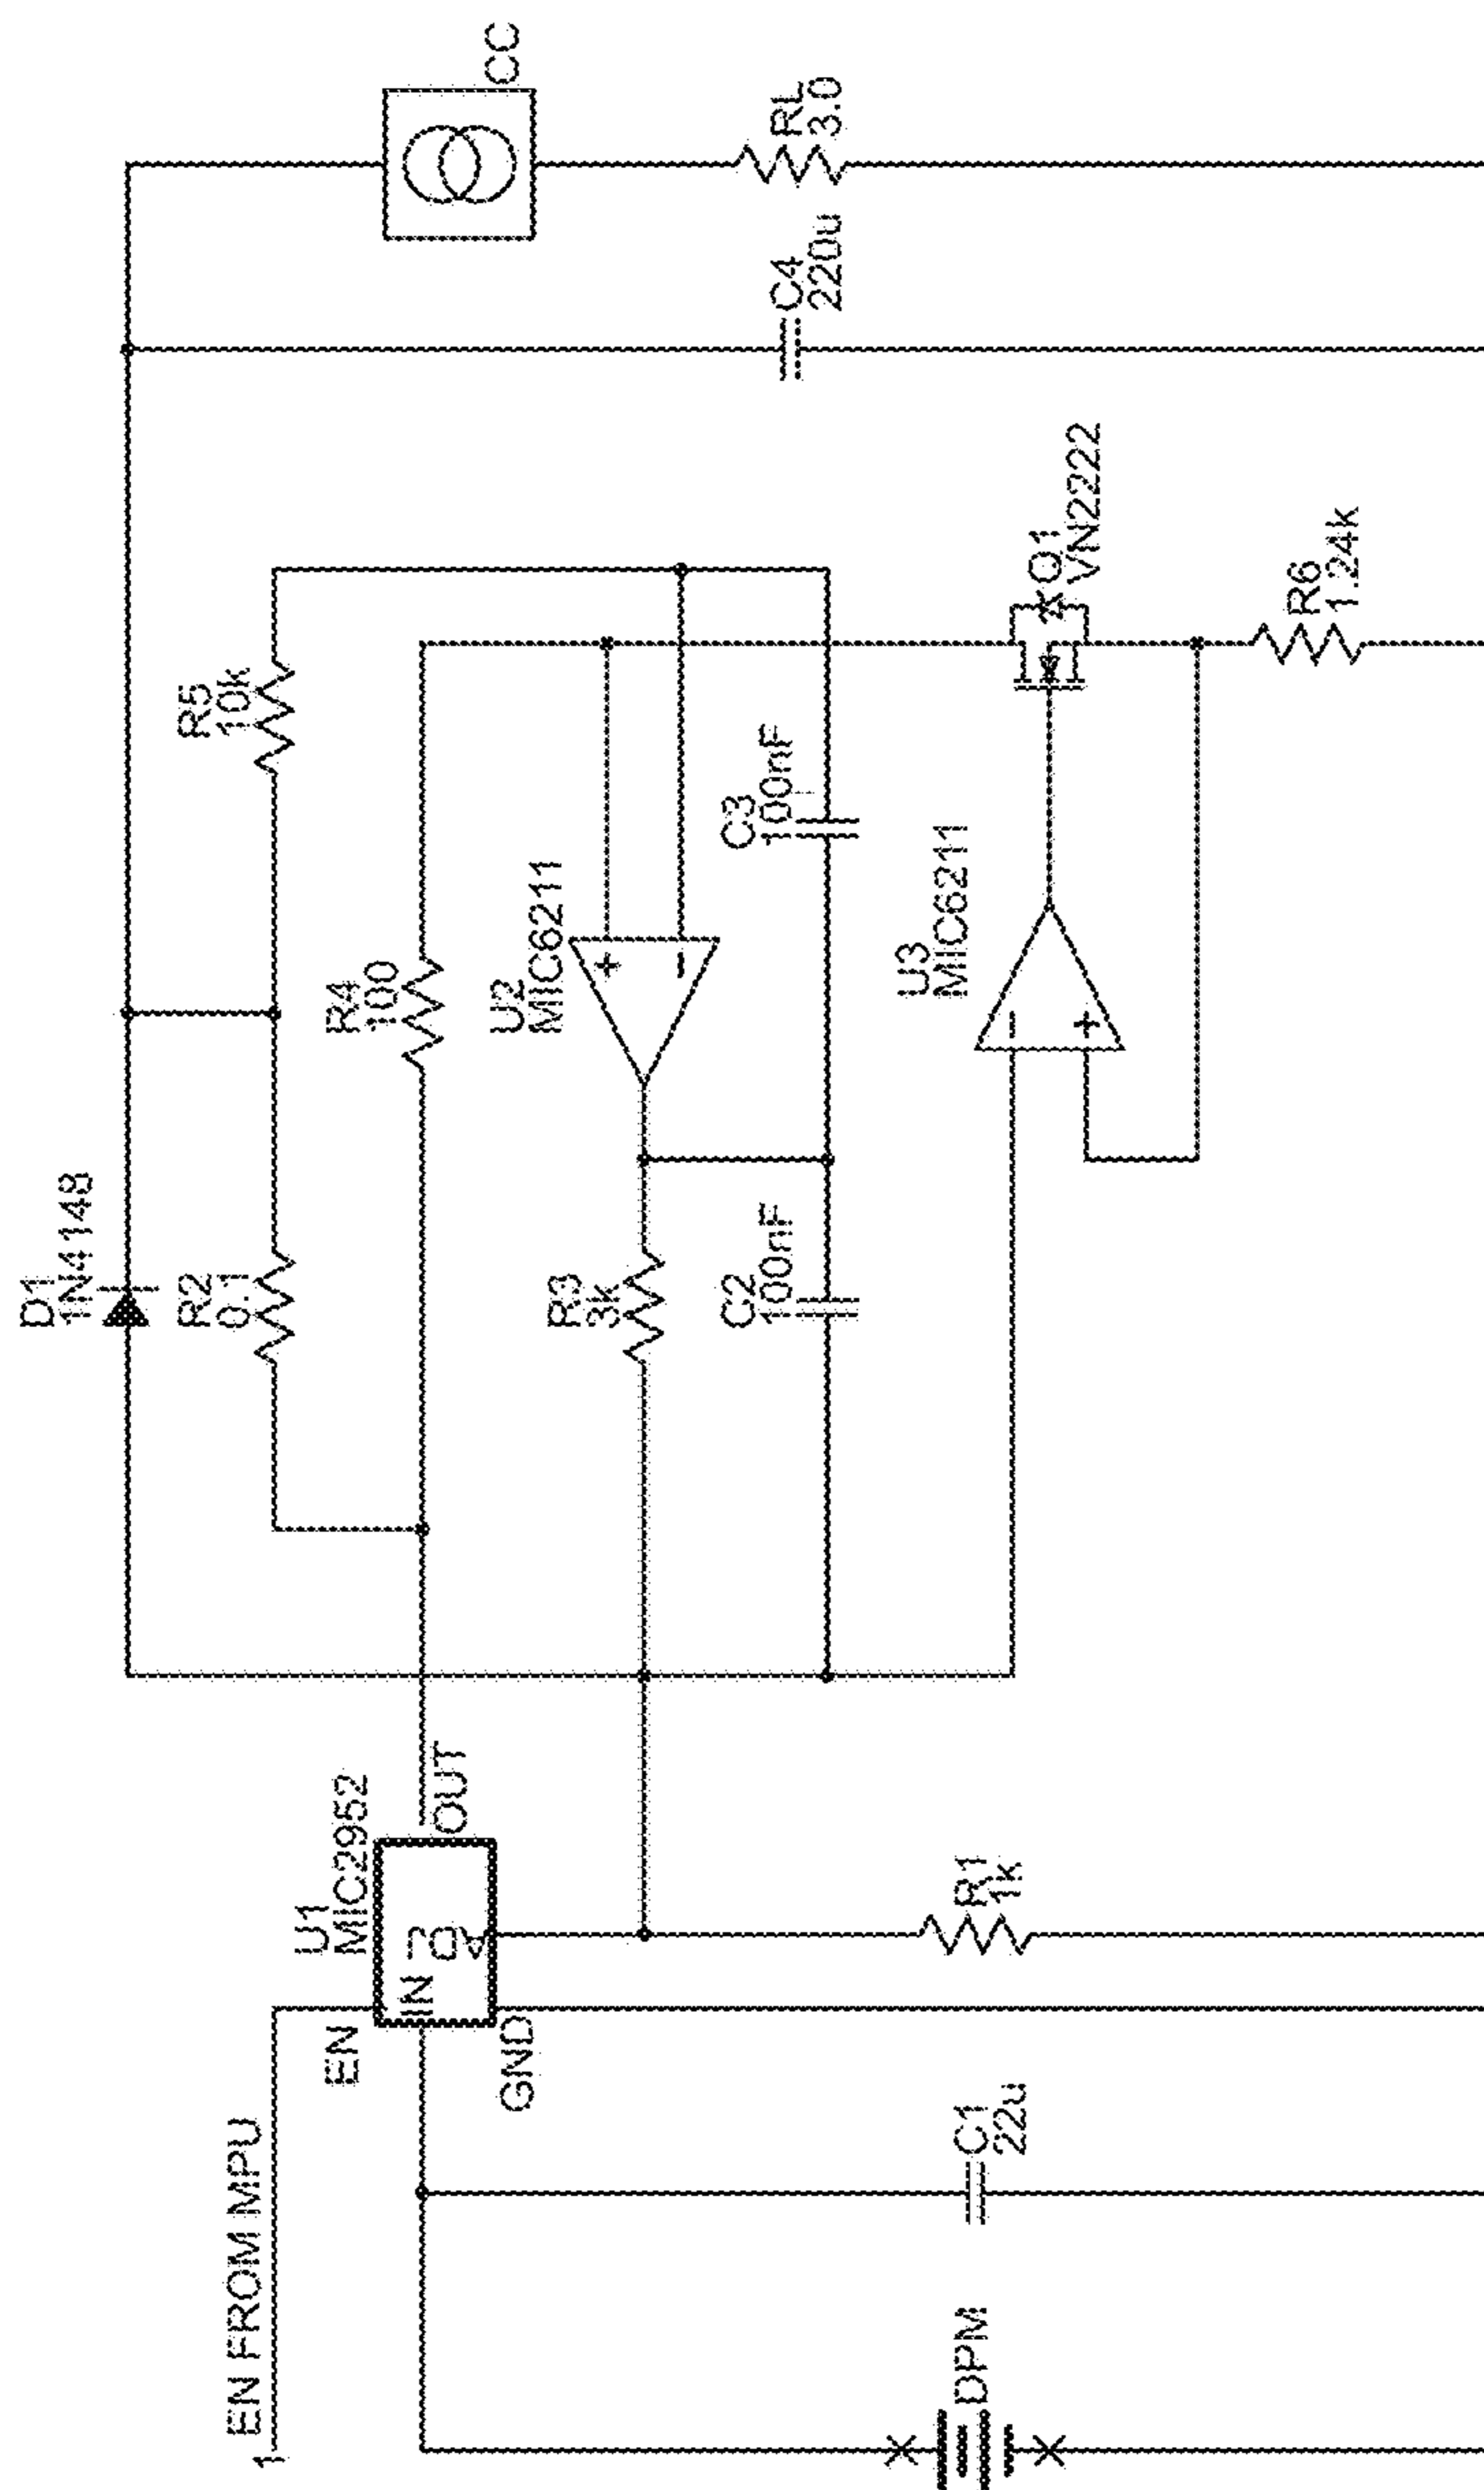 EN FROM MPU
1
DPM
C1
22u
U1
MIC2952
EN
IN
ADJ
GND
OUT
R1
1k
D1
1N4148
R2
0.1
R3
3k
C2
100nF
R4
100
U2
MIC6211
+
-
R5
10k
C3
100nF
U3
MIC6211
-
+
Q1
VN2222
R6
1.24k
C4
220u
CC
RL
3.0